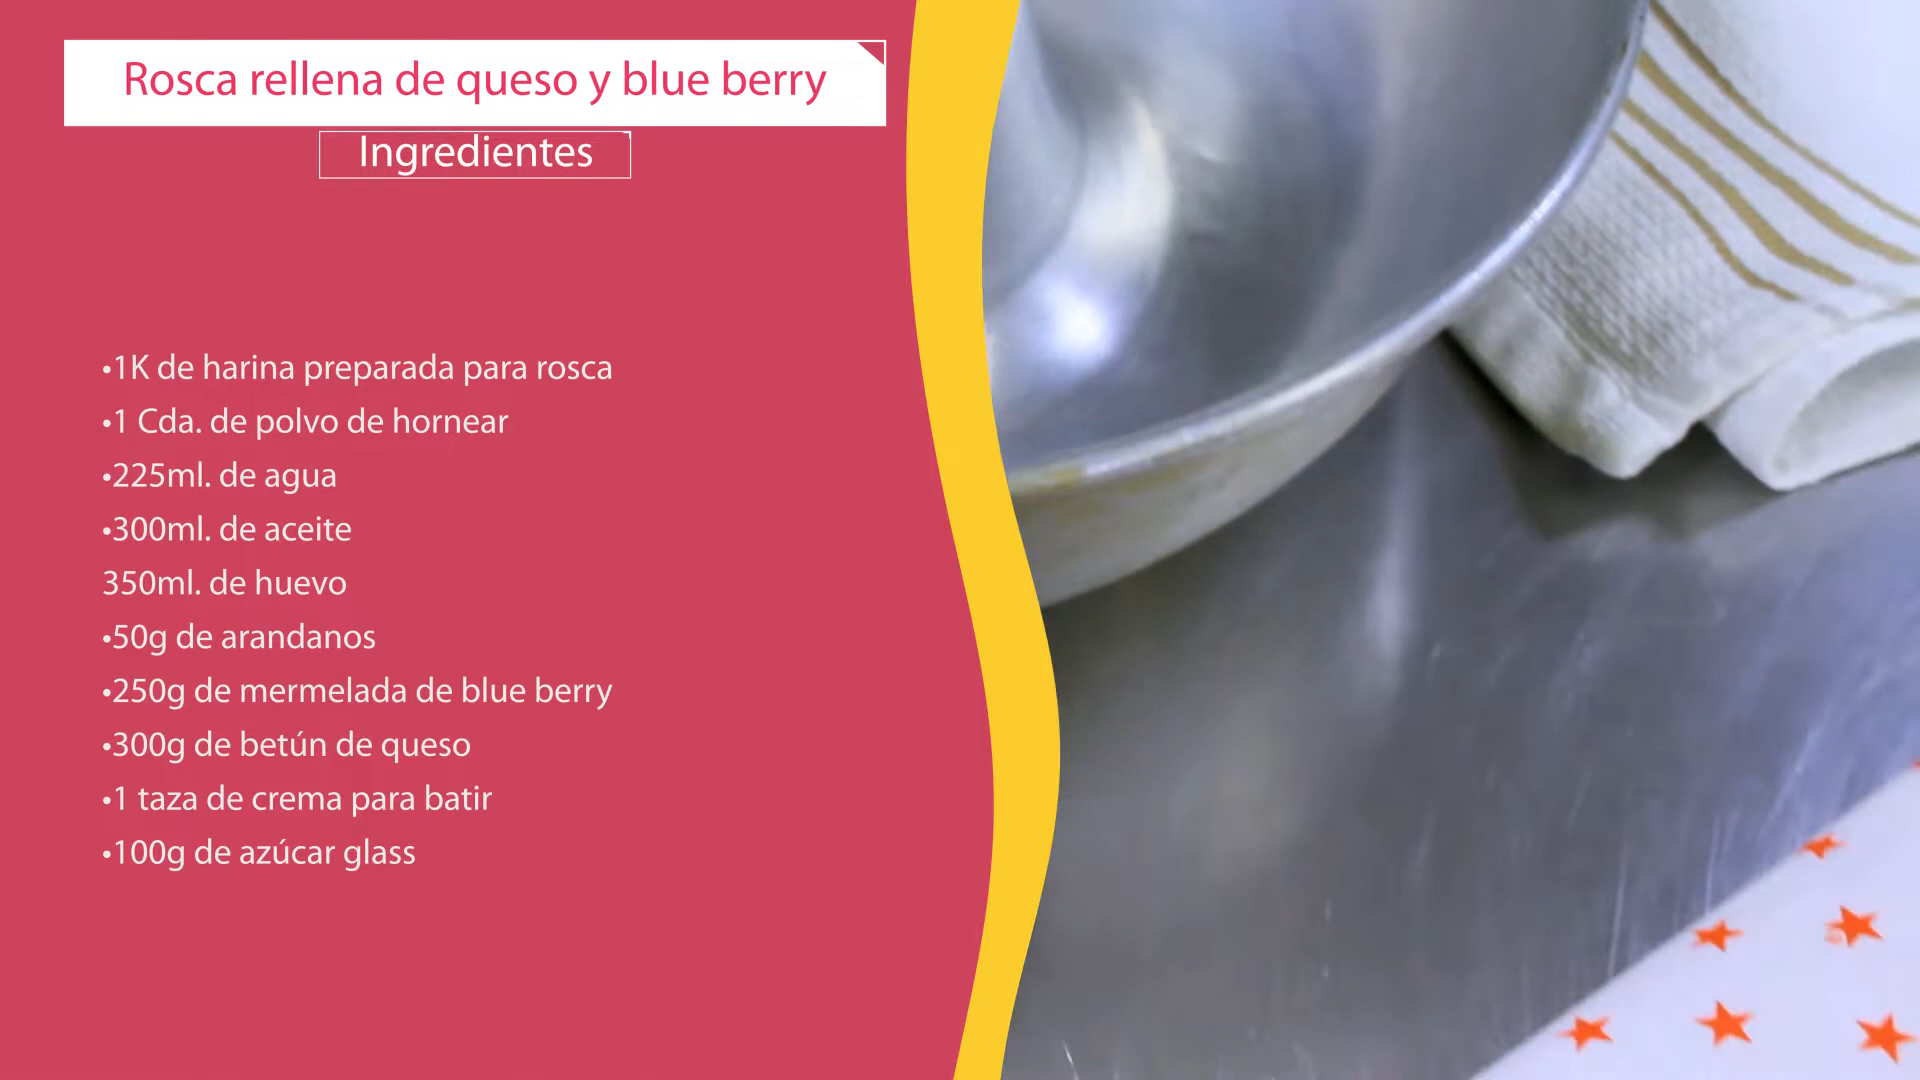 Rosca rellena de queso y blue berry
Ingredientes
•1K de harina preparada para rosca
•1 Cda. de polvo de hornear
•225ml. de agua
•300ml. de aceite
350ml. de huevo
•50g de arandanos
•250g de mermelada de blue berry
•300g de betún de queso
•1 taza de crema para batir
•100g de azúcar glass